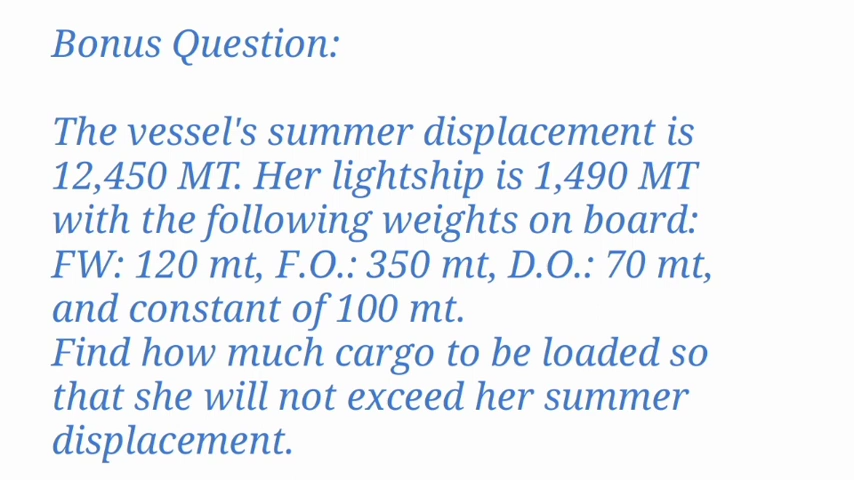 Bonus Question:
The vessel's summer displacement is
12,450 MT. Her lightship is 1,490 MT
with the following weights on board:
FW: 120 mt, F.O.: 350 mt, D.O.: 70 mt,
and constant of 100 mt.
Find how much cargo to be loaded so
that she will not exceed her summer
displacement.